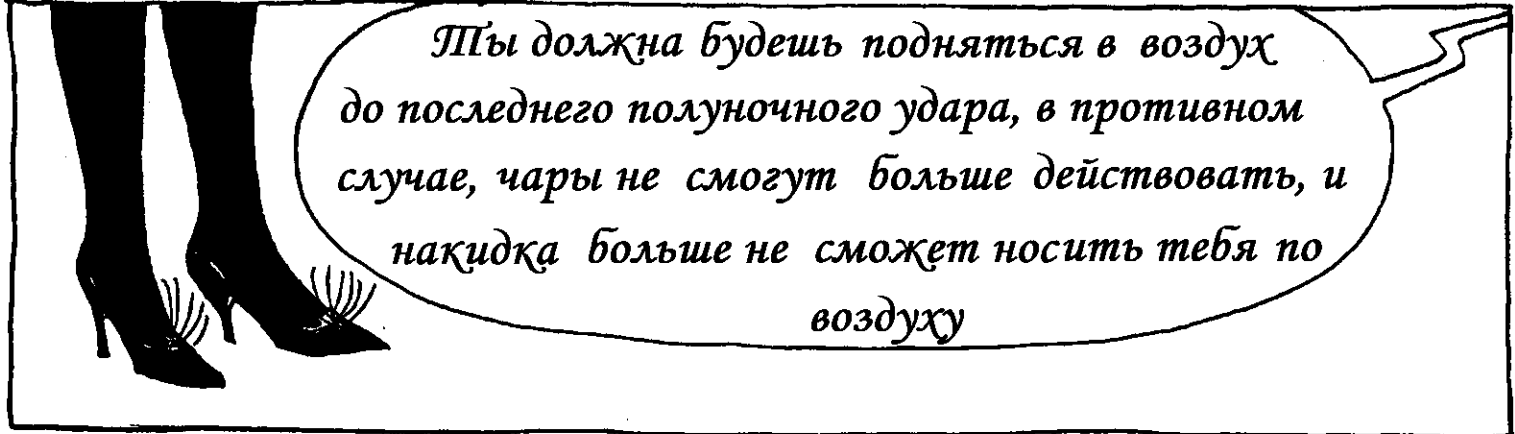 Ты должна будешь подняться в воздух
до последнего полуночного удара, в противном
случае, чары не смогут больше действовать, и
накидка больше не сможет носить тебя по
воздуху